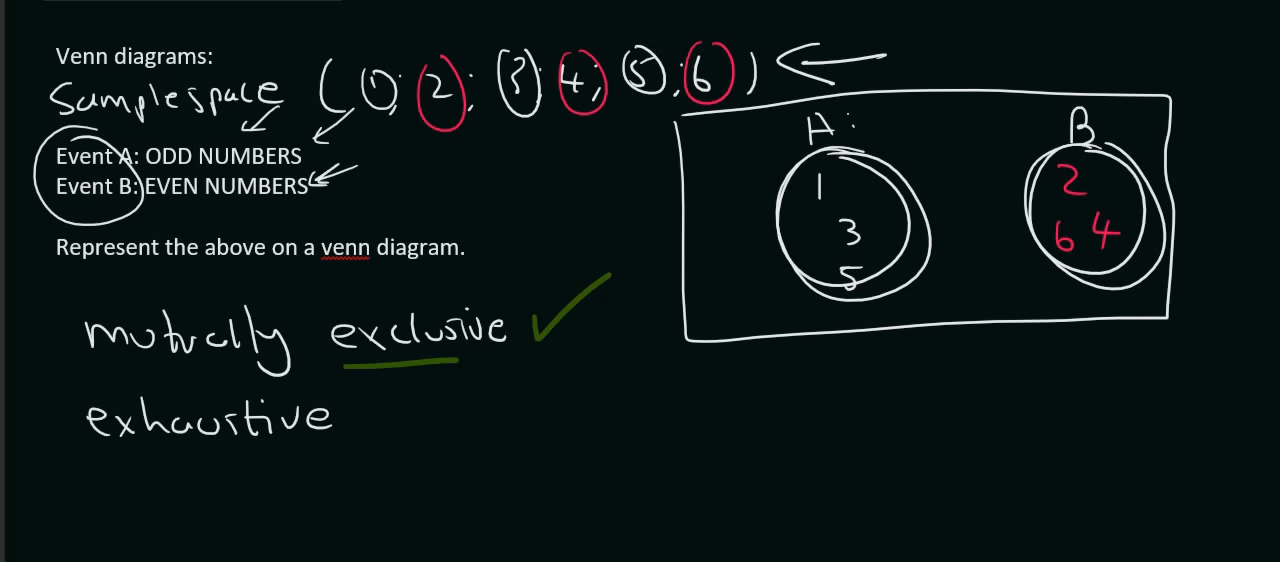 Venn diagrams:
Samplespace (1; 2; 3; 4; 5; 6)
Event A: ODD NUMBERS
Event B: EVEN NUMBERS
Represent the above on a venn diagram.
mutually exclusive
exhaustive
A: B
1 2
3 6 4
5